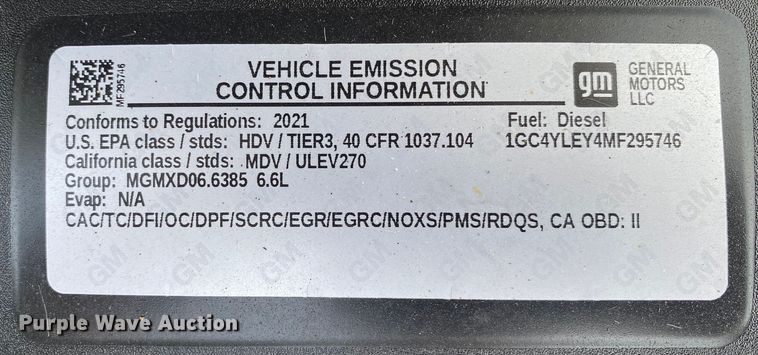 MF295746
VEHICLE EMISSION
CONTROL INFORMATION
gm
GENERAL
MOTORS
LLC
Conforms to Regulations: 2021
Fuel: Diesel
U.S. EPA class / stds: HDV / TIER3, 40 CFR 1037.104
1GC4YLEY4MF295746
California class / stds: MDV / ULEV270
Group: MGMXD06.6385 6.6L
Evap: N/A
CAC/TC/DFI/OC/DPF/SCRC/EGR/EGRC/NOXS/PMS/RDQS, CA OBD: II
Purple Wave Auction